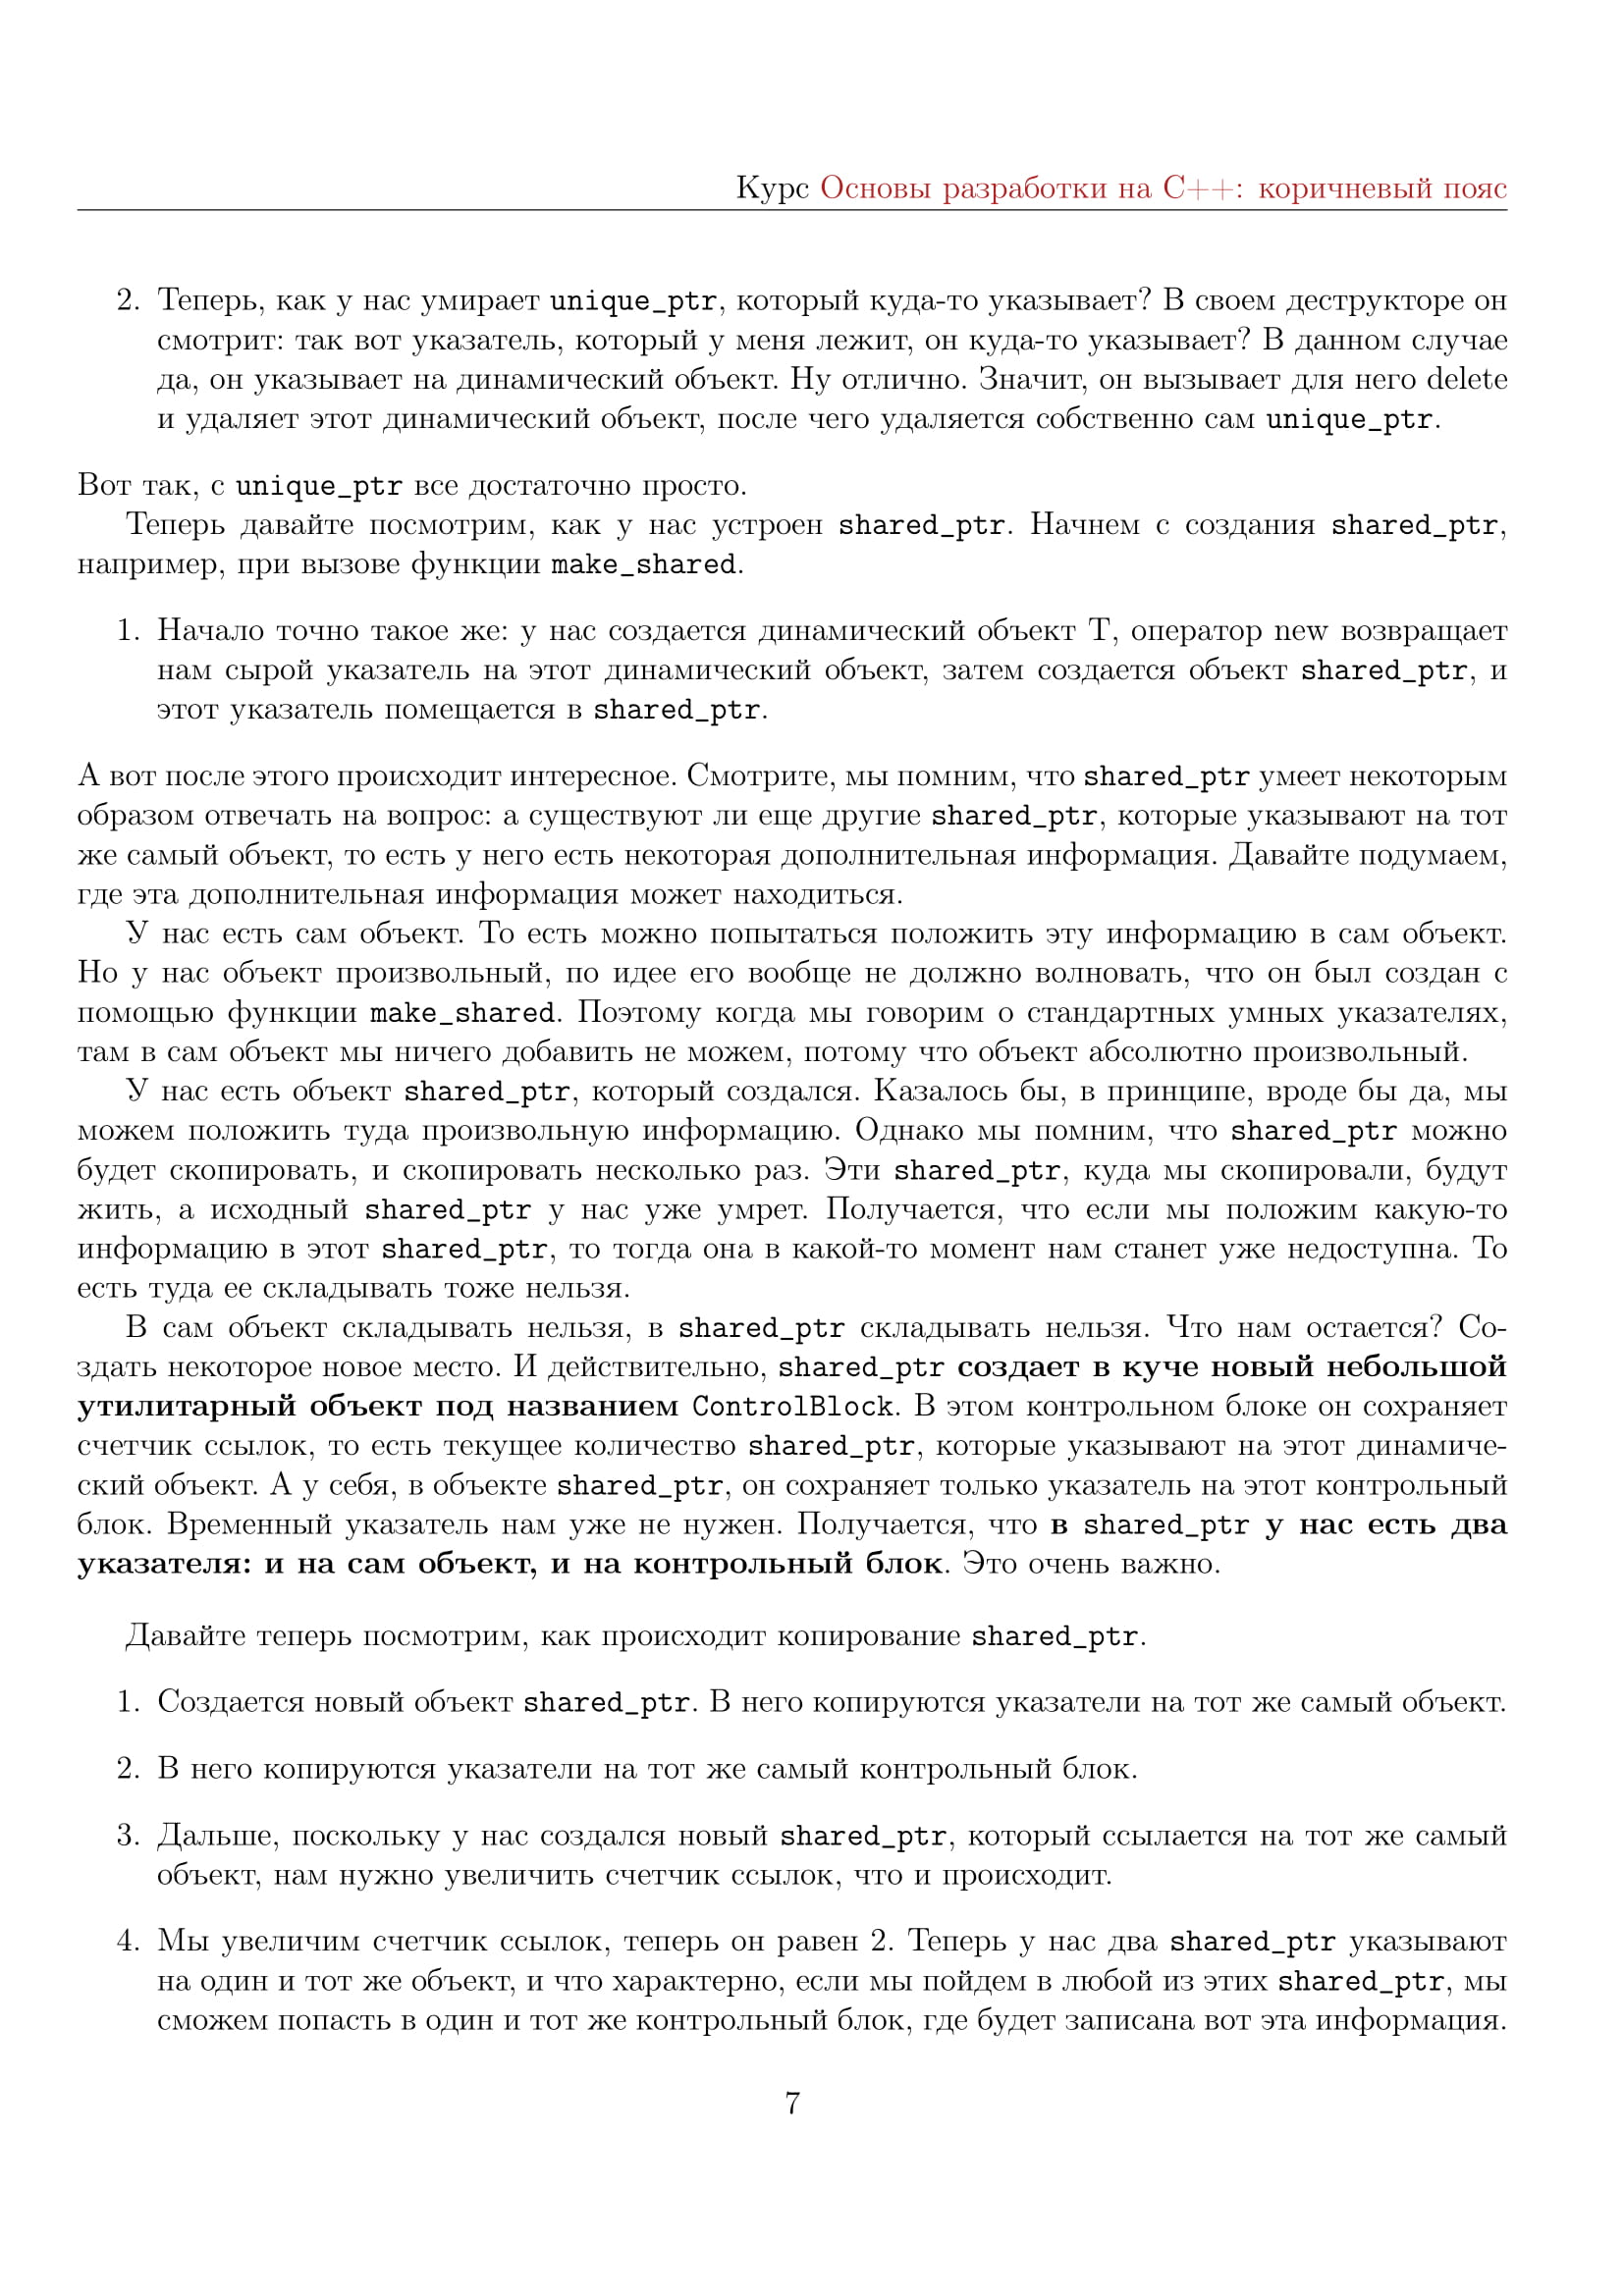 Курс Основы разработки на C++: коричневый пояс
2. Теперь, как у нас умирает unique_ptr, который куда-то указывает? В своем деструкторе он
смотрит: так вот указатель, который у меня лежит, он куда-то указывает? В данном случае
да, он указывает на динамический объект. Ну отлично. Значит, он вызывает для него delete
и удаляет этот динамический объект, после чего удаляется собственно сам unique_ptr.
Вот так, с unique_ptr все достаточно просто.
Теперь давайте посмотрим, как у нас устроен shared_ptr. Начнем с создания shared_ptr,
например, при вызове функции make_shared.
1. Начало точно такое же: у нас создается динамический объект T, оператор new возвращает
нам сырой указатель на этот динамический объект, затем создается объект shared_ptr, и
этот указатель помещается в shared_ptr.
А вот после этого происходит интересное. Смотрите, мы помним, что shared_ptr умеет некоторым
образом отвечать на вопрос: а существуют ли еще другие shared_ptr, которые указывают на тот
же самый объект, то есть у него есть некоторая дополнительная информация. Давайте подумаем,
где эта дополнительная информация может находиться.
У нас есть сам объект. То есть можно попытаться положить эту информацию в сам объект.
Но у нас объект произвольный, по идее его вообще не должно волновать, что он был создан с
помощью функции make_shared. Поэтому когда мы говорим о стандартных умных указателях,
там в сам объект мы ничего добавить не можем, потому что объект абсолютно произвольный.
У нас есть объект shared_ptr, который создался. Казалось бы, в принципе, вроде бы да, мы
можем положить туда произвольную информацию. Однако мы помним, что shared_ptr можно
будет скопировать, и скопировать несколько раз. Эти shared_ptr, куда мы скопировали, будут
жить, а исходный shared_ptr у нас уже умрет. Получается, что если мы положим какую-то
информацию в этот shared_ptr, то тогда она в какой-то момент нам станет уже недоступна. То
есть туда ее складывать тоже нельзя.
В сам объект складывать нельзя, в shared_ptr складывать нельзя. Что нам остается? Со-
здать некоторое новое место. И действительно, shared_ptr создает в куче новый небольшой
утилитарный объект под названием ControlBlock. В этом контрольном блоке он сохраняет
счетчик ссылок, то есть текущее количество shared_ptr, которые указывают на этот динамиче-
ский объект. А у себя, в объекте shared_ptr, он сохраняет только указатель на этот контрольный
блок. Временный указатель нам уже не нужен. Получается, что в shared_ptr у нас есть два
указателя: и на сам объект, и на контрольный блок. Это очень важно.
Давайте теперь посмотрим, как происходит копирование shared_ptr.
1. Создается новый объект shared_ptr. В него копируются указатели на тот же самый объект.
2. В него копируются указатели на тот же самый контрольный блок.
3. Дальше, поскольку у нас создался новый shared_ptr, который ссылается на тот же самый
объект, нам нужно увеличить счетчик ссылок, что и происходит.
4. Мы увеличим счетчик ссылок, теперь он равен 2. Теперь у нас два shared_ptr указывают
на один и тот же объект, и что характерно, если мы пойдем в любой из этих shared_ptr, мы
сможем попасть в один и тот же контрольный блок, где будет записана вот эта информация.
7